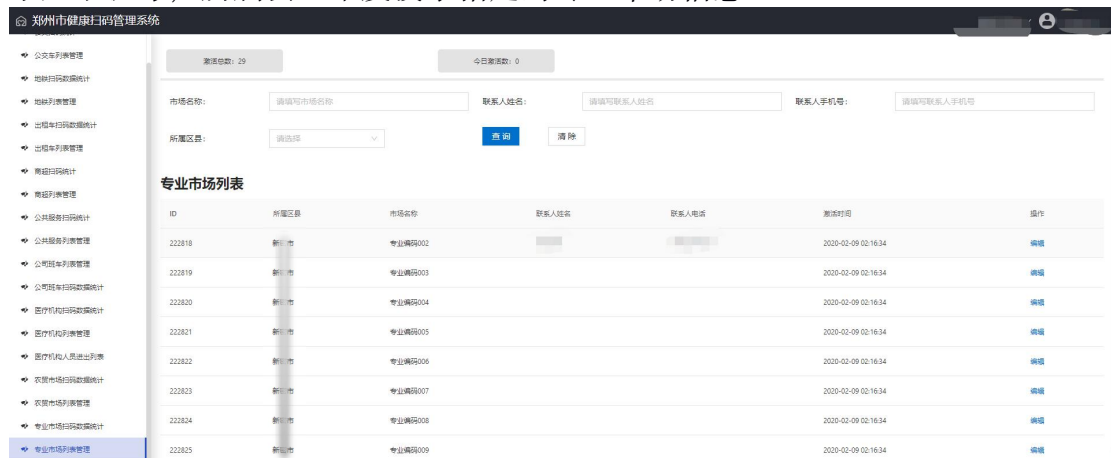 郑州市健康扫码管理系统
公交车列表管理
地铁扫码数据统计
地铁列表管理
出租车扫码数据统计
出租车列表管理
商超扫码统计
商超列表管理
公共服务扫码统计
公共服务列表管理
公司班车列表管理
公司班车扫码数据统计
医疗机构扫码数据统计
医疗机构列表管理
医疗机构人员进出列表
农贸市场扫码数据统计
农贸市场列表管理
专业市场扫码数据统计
专业市场列表管理
激活总数: 29 今日激活数: 0
市场名称: 请填写市场名称 联系人姓名: 请填写联系人姓名 联系人手机号: 请填写联系人手机号
所属区县: 请选择 查询 清除
专业市场列表
ID 所属区县 市场名称 联系人姓名 联系人电话 激活时间 操作
222818 新 市 专业编码002 2020-02-09 02:16:34 编辑
222819 新 市 专业编码003 2020-02-09 02:16:34 编辑
222820 新 市 专业编码004 2020-02-09 02:16:34 编辑
222821 新 市 专业编码005 2020-02-09 02:16:34 编辑
222822 新 市 专业编码006 2020-02-09 02:16:34 编辑
222823 新 市 专业编码007 2020-02-09 02:16:34 编辑
222824 新 市 专业编码008 2020-02-09 02:16:34 编辑
222825 新 市 专业编码009 2020-02-09 02:16:34 编辑